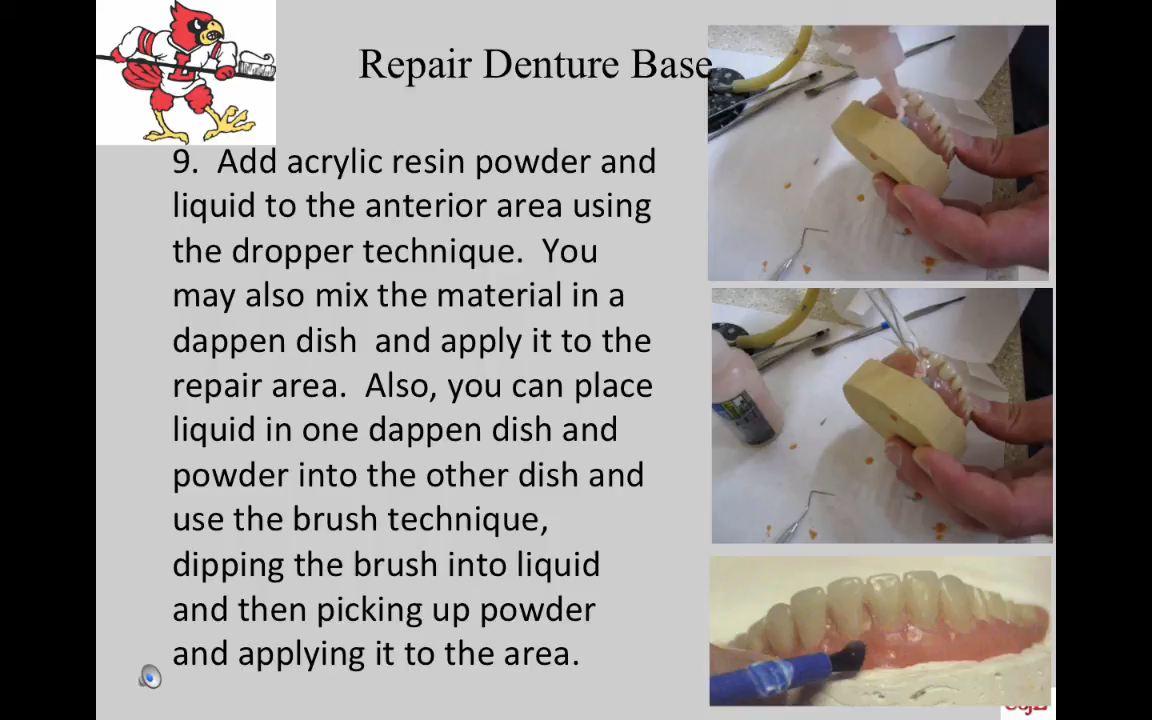 Repair Denture Base
9.  Add acrylic resin powder and
liquid to the anterior area using
the dropper technique.  You
may also mix the material in a
dappen dish  and apply it to the
repair area.  Also, you can place
liquid in one dappen dish and
powder into the other dish and
use the brush technique,
dipping the brush into liquid
and then picking up powder
and applying it to the area.